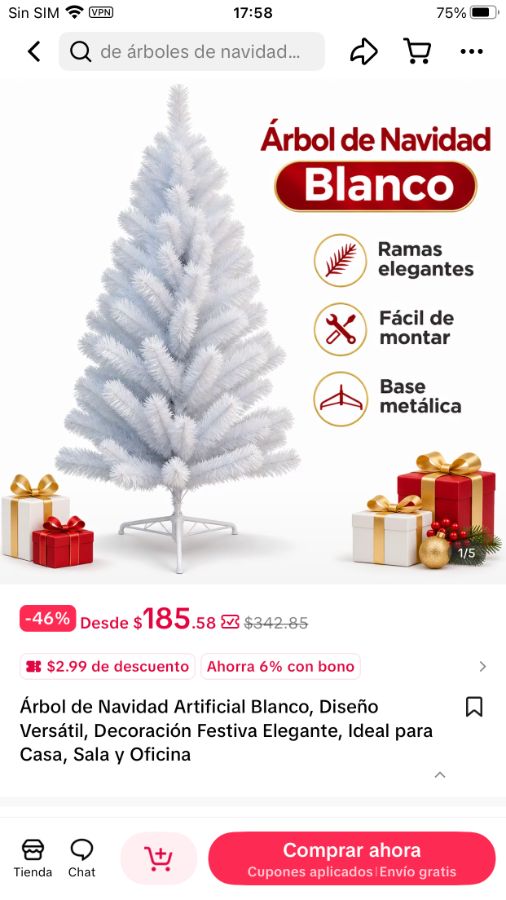 Sin SIM VPN 17:58 75%
de árboles de navidad...
Árbol de Navidad
Blanco
Ramas
elegantes
Fácil de
montar
Base
metálica
1/5
-46% Desde $185.58 $342.85
$2.99 de descuento Ahorra 6% con bono
Árbol de Navidad Artificial Blanco, Diseño
Versátil, Decoración Festiva Elegante, Ideal para
Casa, Sala y Oficina
Tienda Chat
Comprar ahora
Cupones aplicados | Envío gratis